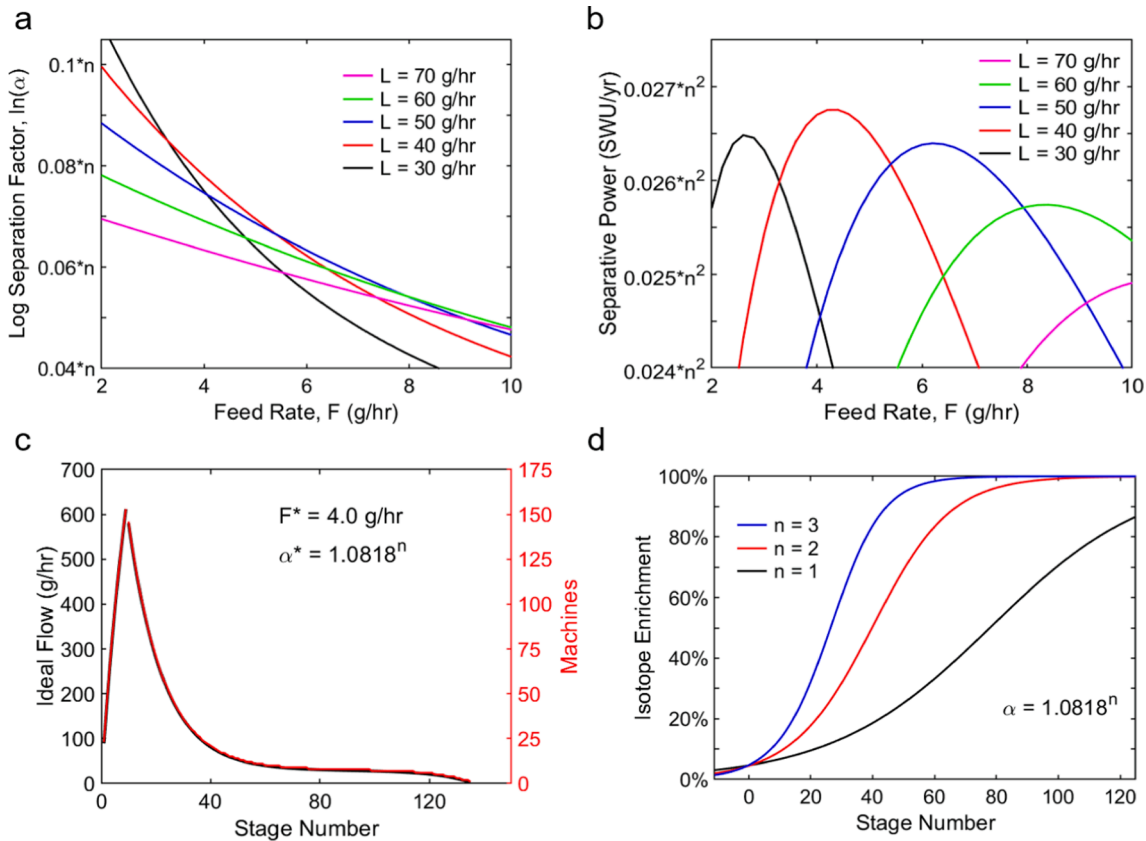 a
Log Separation Factor, ln(α)
0.1*n
0.08*n
0.06*n
0.04*n
L = 70 g/hr
L = 60 g/hr
L = 50 g/hr
L = 40 g/hr
L = 30 g/hr
2 4 6 8 10
Feed Rate, F (g/hr)
b
Separative Power (SWU/yr)
0.027*n²
0.026*n²
0.025*n²
0.024*n²
L = 70 g/hr
L = 60 g/hr
L = 50 g/hr
L = 40 g/hr
L = 30 g/hr
2 4 6 8 10
Feed Rate, F (g/hr)
c
Ideal Flow (g/hr)
700
600
500
400
300
200
100
0
F* = 4.0 g/hr
α* = 1.0818ⁿ
175
150
125
100
75
50
25
0
Machines
0 40 80 120
Stage Number
d
Isotope Enrichment
100%
80%
60%
40%
20%
0%
n = 3
n = 2
n = 1
α = 1.0818ⁿ
0 20 40 60 80 100 120
Stage Number